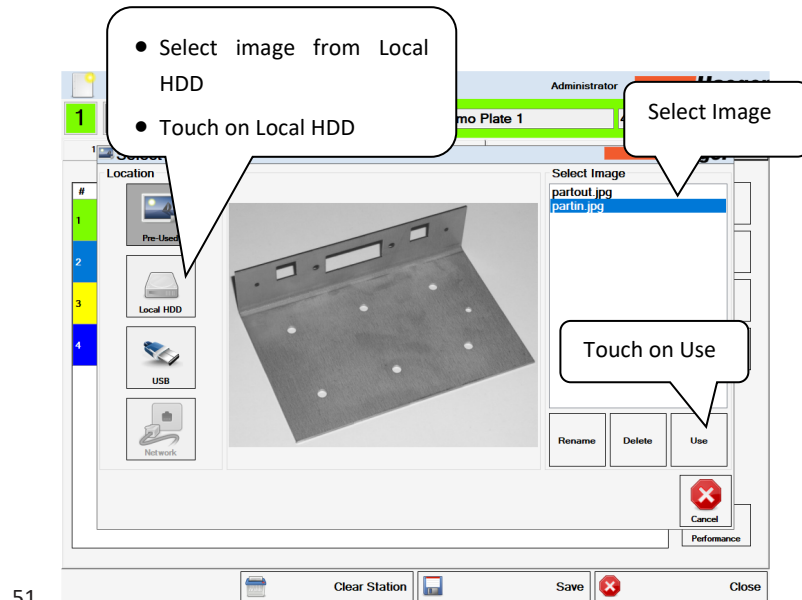 • Select image from Local
HDD
• Touch on Local HDD
Administrator
Select Image
1
mo Plate 1
Location
Select Image
#
partout.jpg
partin.jpg
1
Pre-Used
2
3
Local HDD
4
Touch on Use
USB
Rename
Delete
Use
Network
Cancel
Performance
51
Clear Station
Save
Close